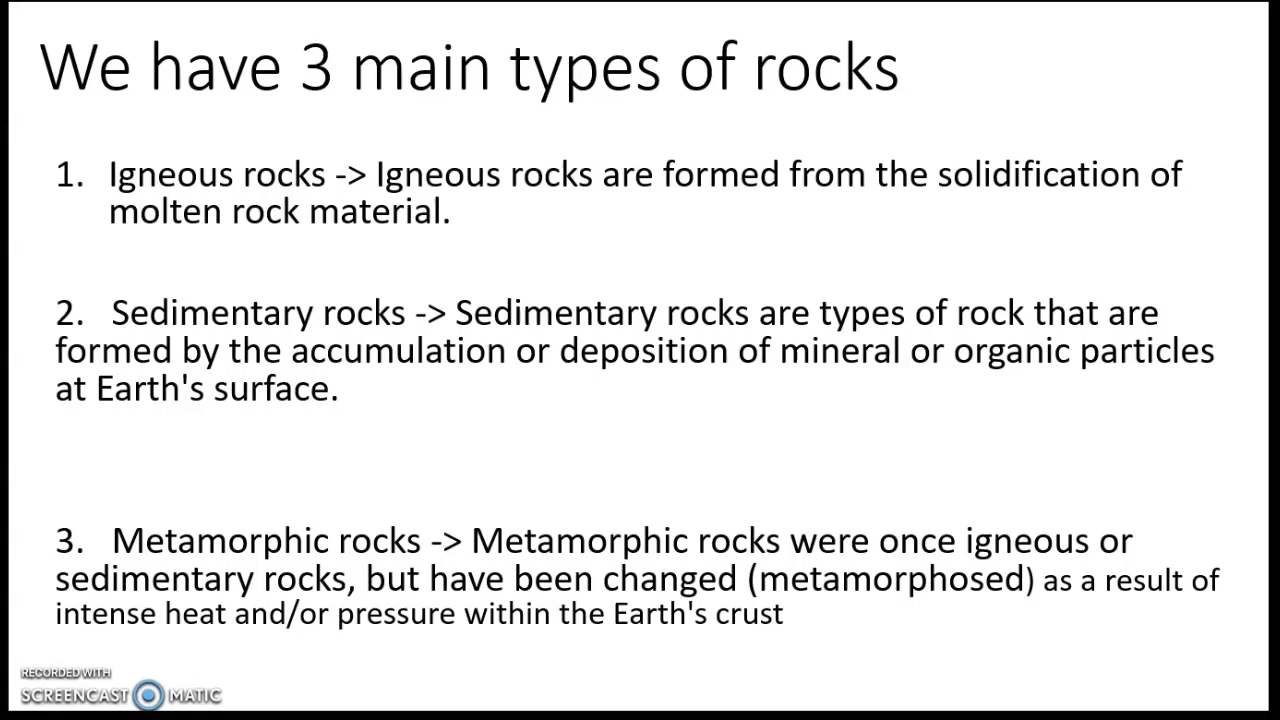 We have 3 main types of rocks
1. Igneous rocks -> Igneous rocks are formed from the solidification of
molten rock material.
2. Sedimentary rocks -> Sedimentary rocks are types of rock that are
formed by the accumulation or deposition of mineral or organic particles
at Earth's surface.
3. Metamorphic rocks -> Metamorphic rocks were once igneous or
sedimentary rocks, but have been changed (metamorphosed) as a result of
intense heat and/or pressure within the Earth's crust
RECORDED WITH
SCREENCAST MATIC